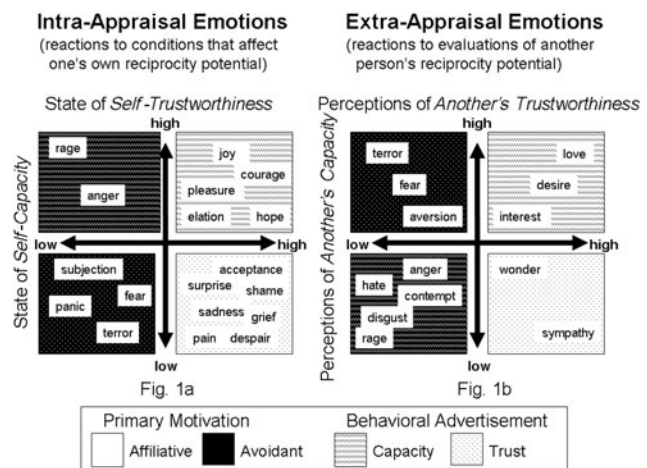 Intra-Appraisal Emotions
(reactions to conditions that affect
one's own reciprocity potential)
State of Self-Trustworthiness
high
State of Self-Capacity
rage
anger
joy
courage
pleasure
elation
hope
low
high
subjection
fear
panic
terror
acceptance
surprise
shame
sadness
grief
pain
despair
low
Fig. 1a
Extra-Appraisal Emotions
(reactions to evaluations of another
person's reciprocity potential)
Perceptions of Another's Trustworthiness
high
Perceptions of Another's Capacity
terror
fear
aversion
love
desire
interest
low
high
anger
hate
contempt
disgust
rage
wonder
sympathy
low
Fig. 1b
Primary Motivation
Affiliative
Avoidant
Behavioral Advertisement
Capacity
Trust